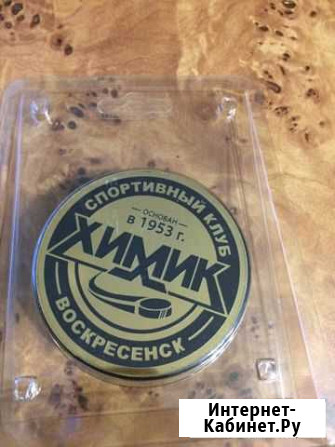 СПОРТИВНЫЙ КЛУБ
ОСНОВАН
в 1953 г.
ХИМИК
ВОСКРЕСЕНСК
Интернет-
Кабинет.Ру